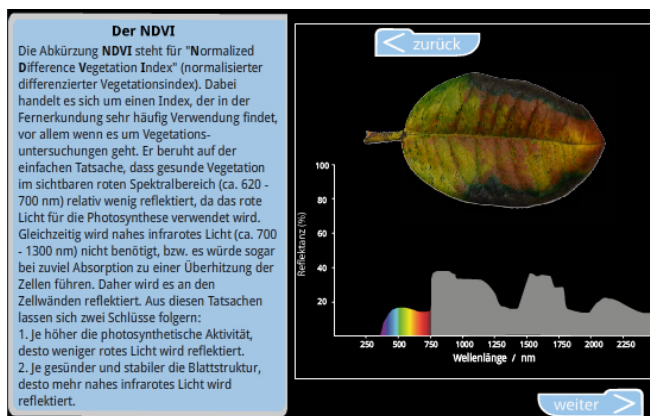 Der NDVI
Die Abkürzung NDVI steht für "Normalized
Difference Vegetation Index" (normalisierter
differenzierter Vegetationsindex). Dabei
handelt es sich um einen Index, der in der
Fernerkundung sehr häufig Verwendung findet,
vor allem wenn es um Vegetations-
untersuchungen geht. Er beruht auf der
einfachen Tatsache, dass gesunde Vegetation
im sichtbaren roten Spektralbereich (ca. 620 -
700 nm) relativ wenig reflektiert, da das rote
Licht für die Photosynthese verwendet wird.
Gleichzeitig wird nahes infrarotes Licht (ca. 700
- 1300 nm) nicht benötigt, bzw. es würde sogar
bei zuviel Absorption zu einer Überhitzung der
Zellen führen. Daher wird es an den
Zellwänden reflektiert. Aus diesen Tatsachen
lassen sich zwei Schlüsse folgern:
1. Je höher die photosynthetische Aktivität,
desto weniger rotes Licht wird reflektiert.
2. Je gesünder und stabiler die Blattstruktur,
desto mehr nahes infrarotes Licht wird
reflektiert.
< zurück
Reflektanz (%)
100
80
60
40
20
250 500 750 1000 1250 1500 1750 2000 2250
Wellenlänge / nm
weiter >